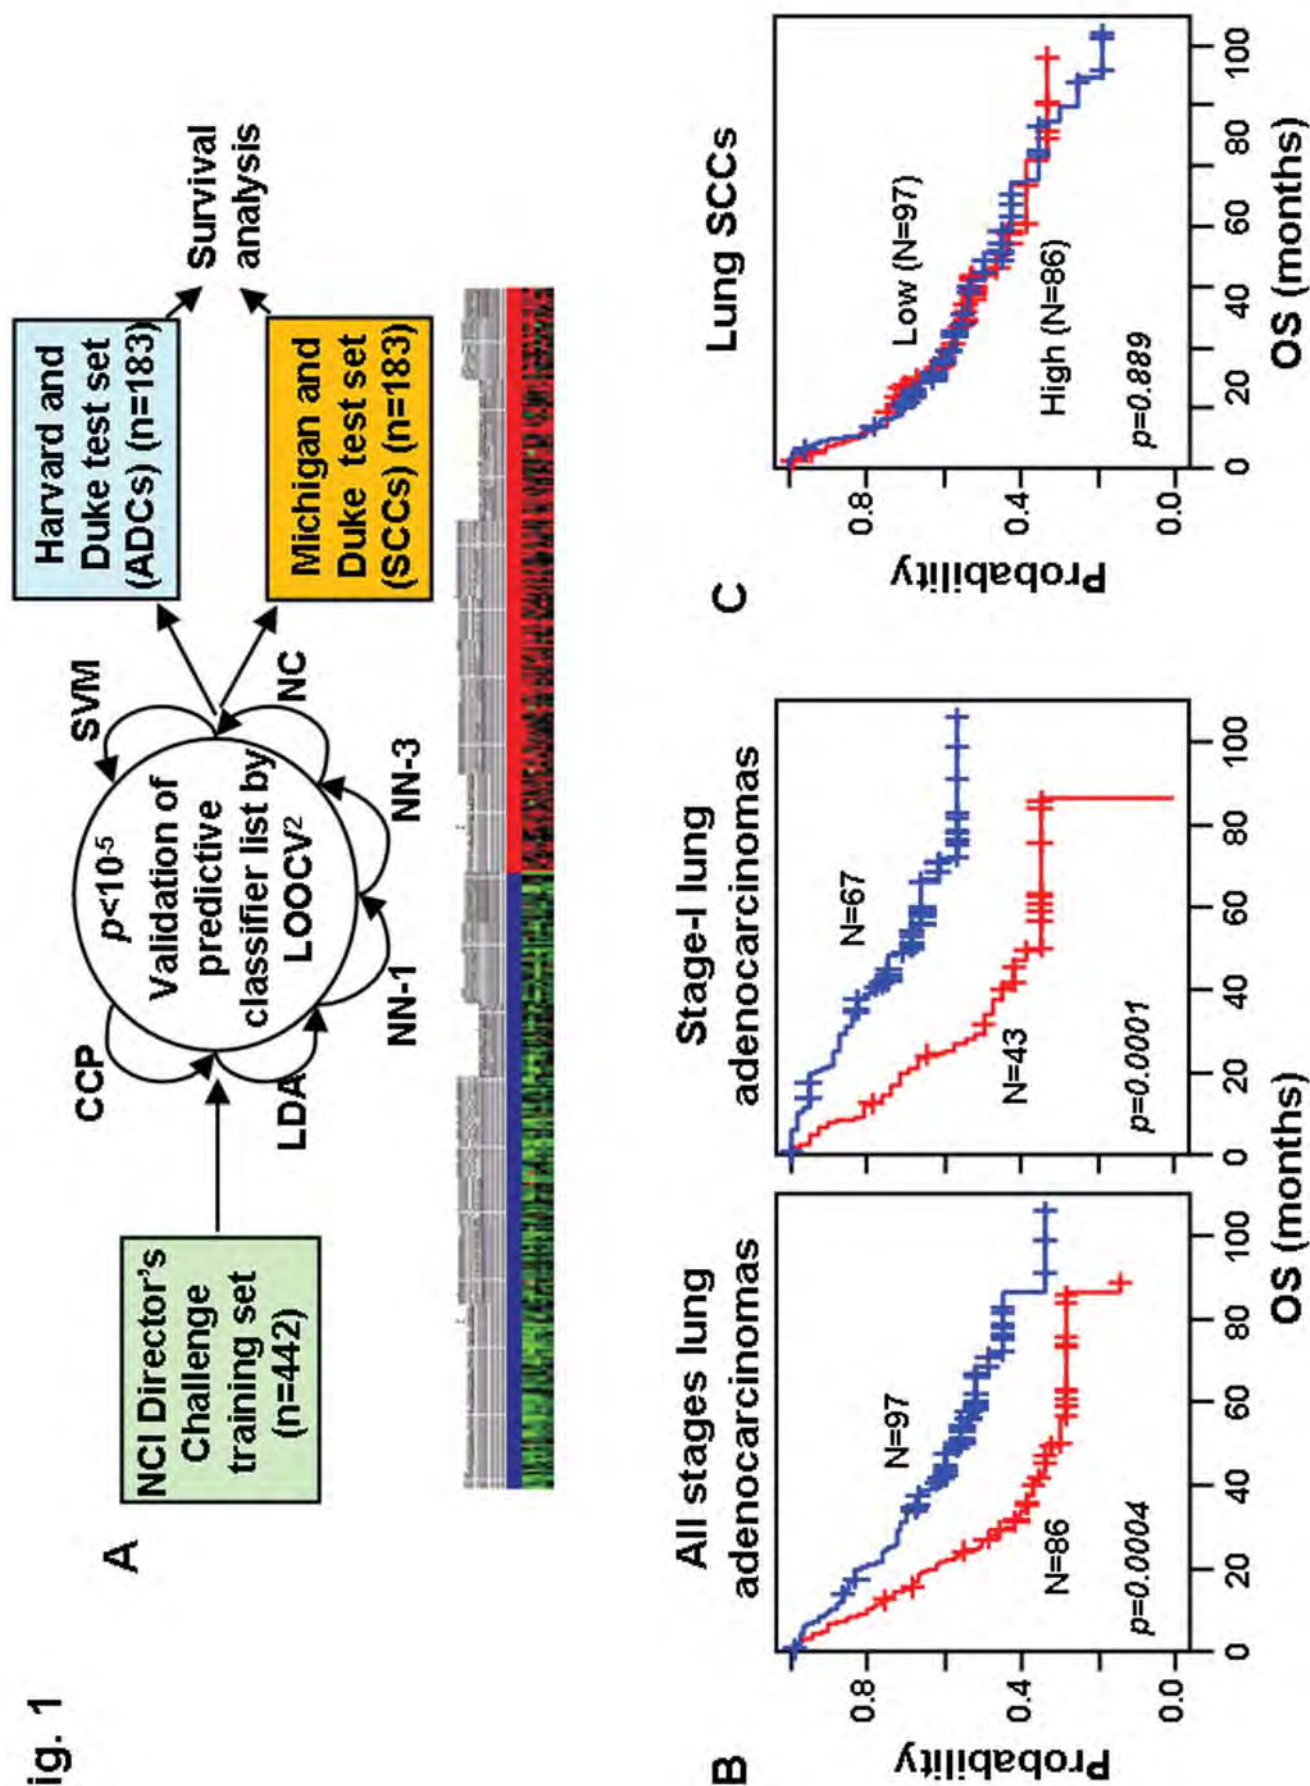 ig. 1
A
NCI Director's
Challenge
training set
(n=442)
CCP
SVM
LDA
NN-1
NN-3
NC
p<10-5
Validation of
predictive
classifier list by
LOOCV2
Harvard and
Duke test set
(ADCs) (n=183)
Michigan and
Duke test set
(SCCs) (n=183)
Survival
analysis
B
All stages lung
adenocarcinomas
Probability
0.8
0.4
0.0
N=97
N=86
p=0.0004
0 20 40 60 80 100
Stage-I lung
adenocarcinomas
N=67
N=43
p=0.0001
0 20 40 60 80 100
OS (months)
C
Lung SCCs
Probability
0.8
0.4
0.0
Low (N=97)
High (N=86)
p=0.889
0 20 40 60 80 100
OS (months)